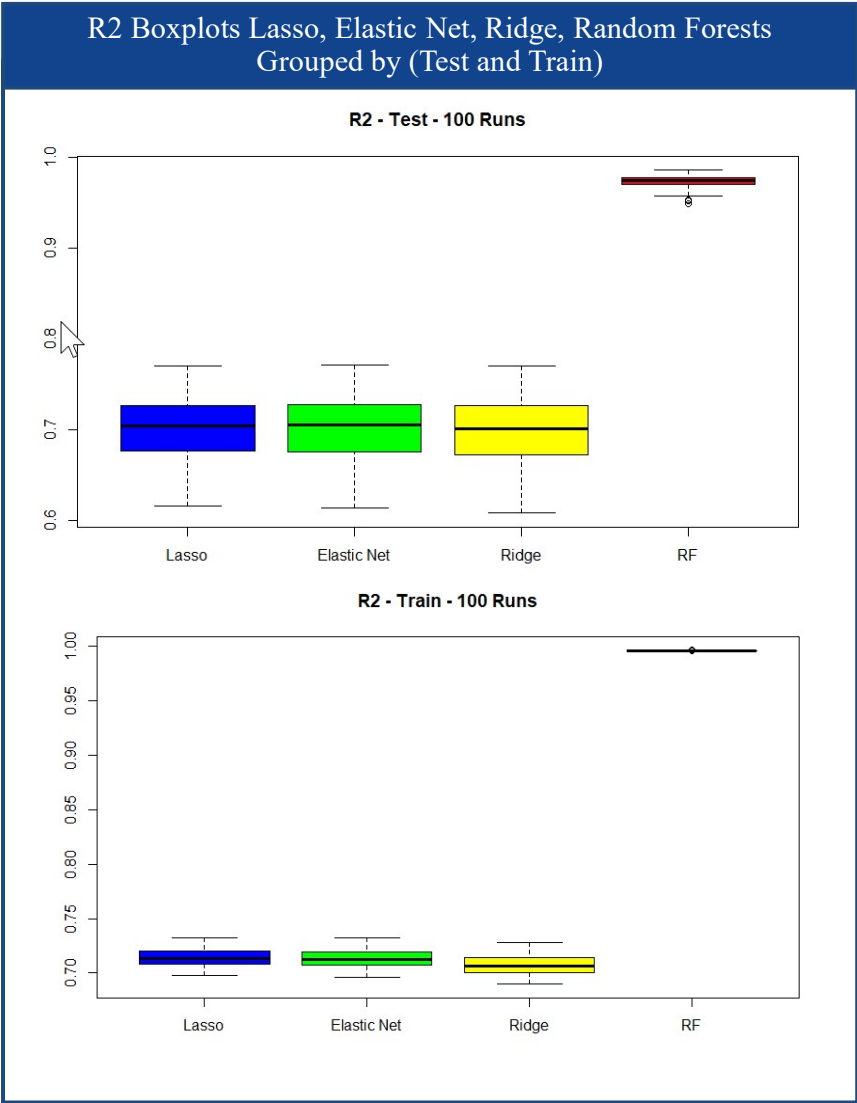 R2 Boxplots Lasso, Elastic Net, Ridge, Random Forests
Grouped by (Test and Train)
R2 - Test - 100 Runs
1.0
0.9
0.8
0.7
0.6
Lasso Elastic Net Ridge RF
R2 - Train - 100 Runs
1.00
0.95
0.90
0.85
0.80
0.75
0.70
Lasso Elastic Net Ridge RF